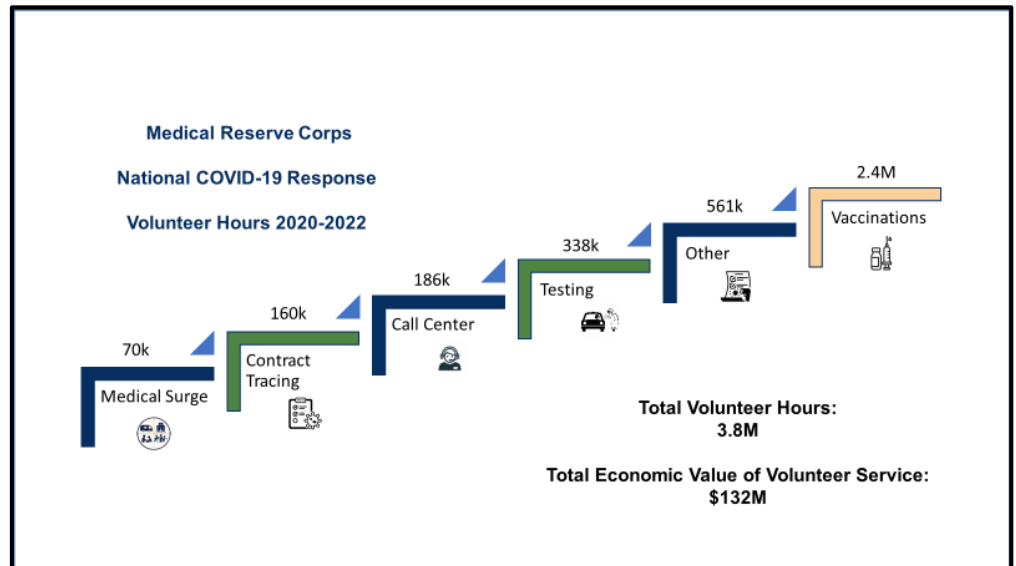 Medical Reserve Corps
National COVID-19 Response
Volunteer Hours 2020-2022
70k
Medical Surge
160k
Contract
Tracing
186k
Call Center
338k
Testing
561k
Other
2.4M
Vaccinations
Total Volunteer Hours:
3.8M
Total Economic Value of Volunteer Service:
$132M